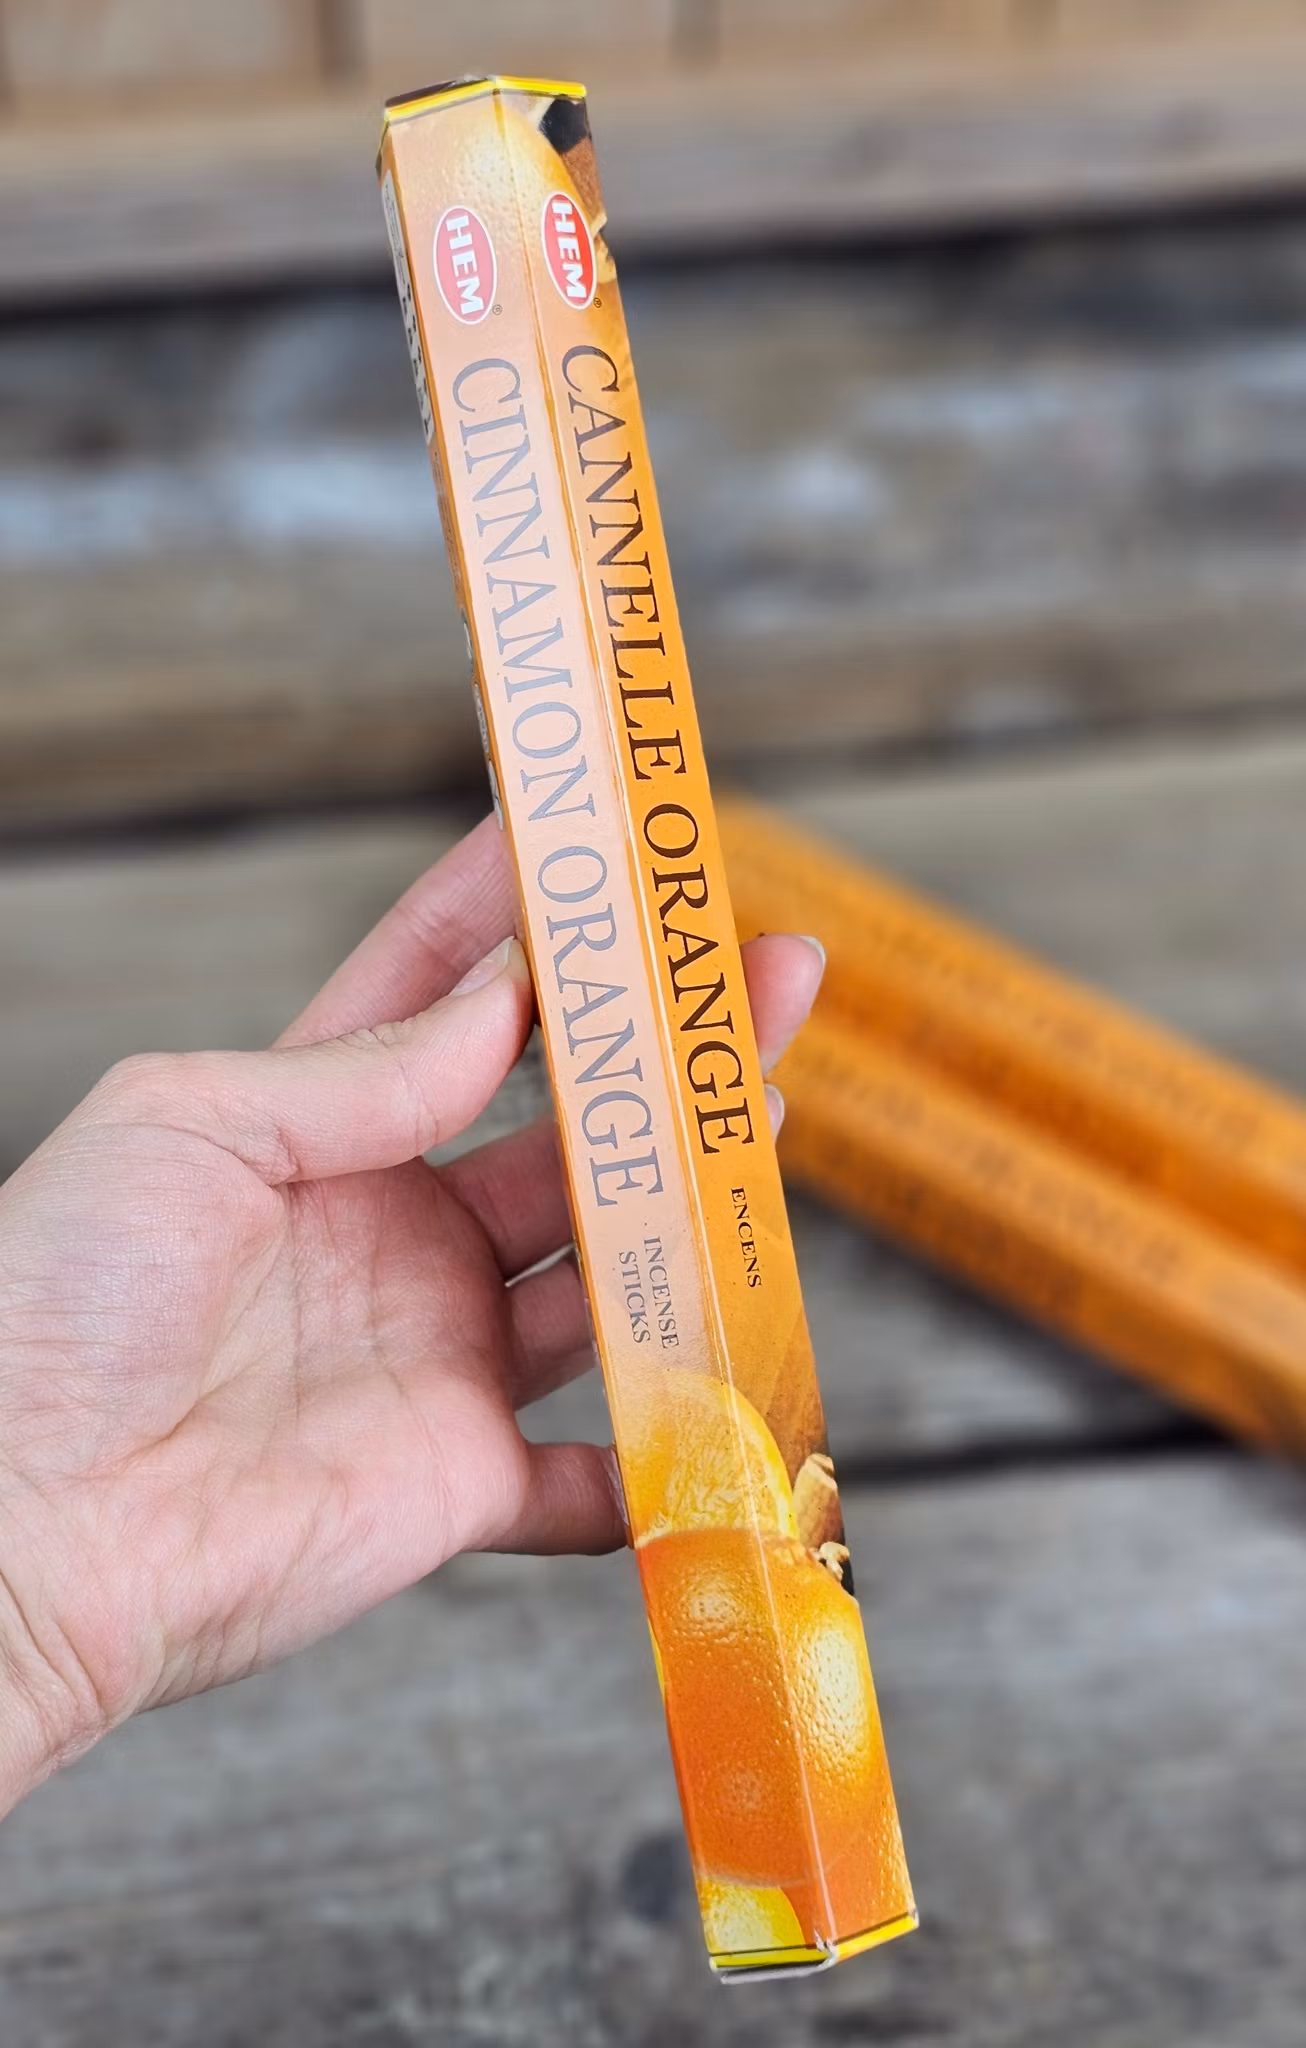 HEM®
CINNAMON ORANGE
INCENSE
STICKS
HEM®
CANNELLE ORANGE
ENCENS